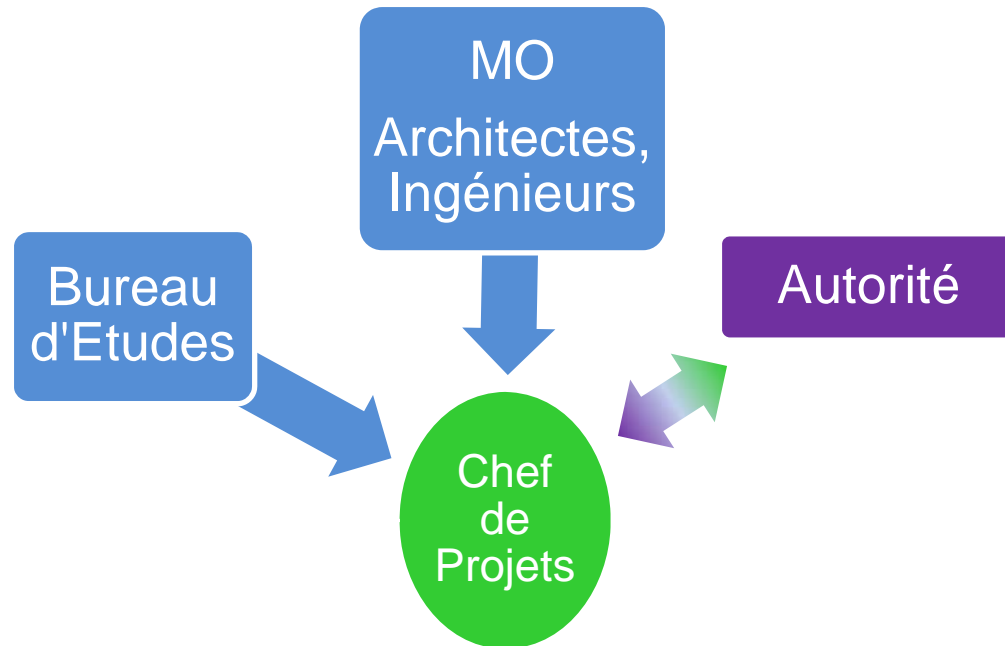 MO
Architectes,
Ingénieurs
Bureau
d'Etudes
Autorité
Chef
de
Projets